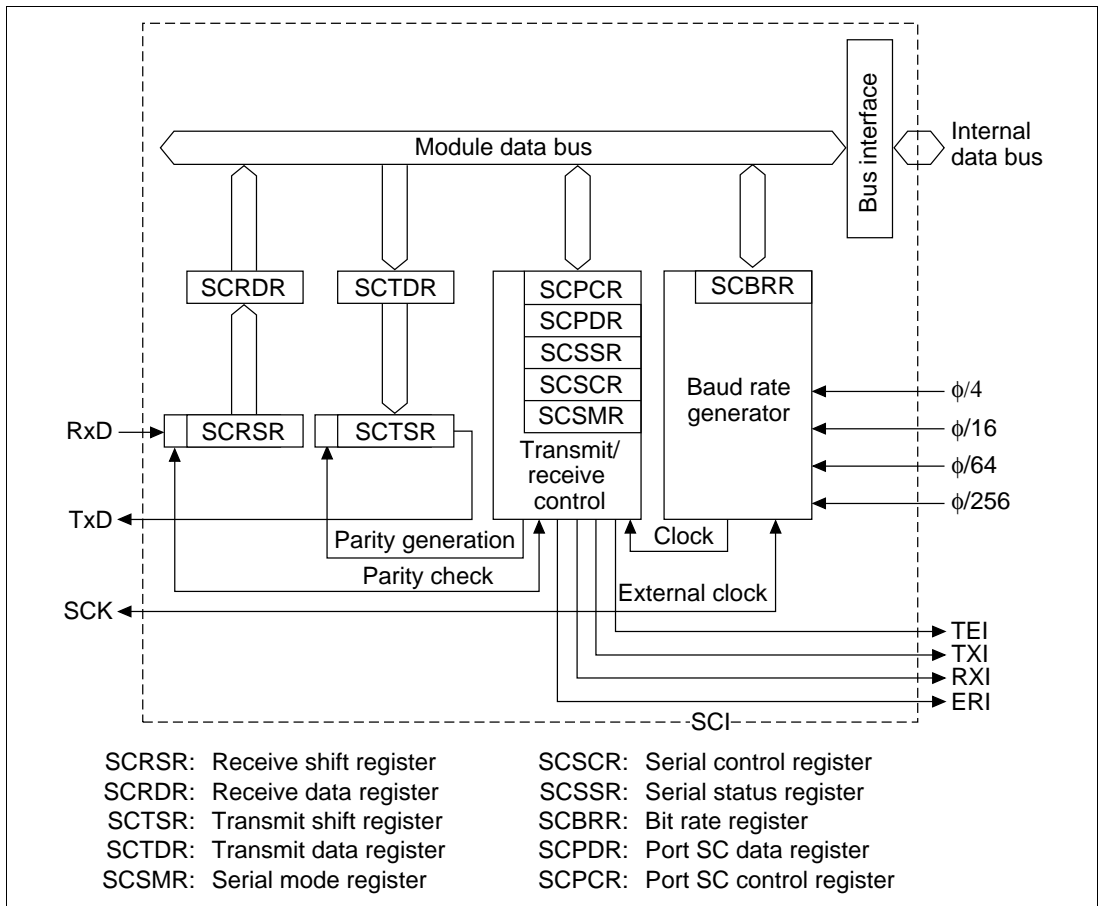 Bus interface
Module data bus
Internal
data bus
SCRDR
SCTDR
SCPCR
SCPDR
SCSSR
SCSCR
SCSMR
Transmit/
receive
control
SCBRR
Baud rate
generator
ϕ/4
ϕ/16
ϕ/64
ϕ/256
RxD
SCRSR
SCTSR
TxD
Parity generation
Clock
Parity check
External clock
SCK
TEI
TXI
RXI
ERI
SCI
SCRSR: Receive shift register
SCRDR: Receive data register
SCTSR: Transmit shift register
SCTDR: Transmit data register
SCSMR: Serial mode register
SCSCR: Serial control register
SCSSR: Serial status register
SCBRR: Bit rate register
SCPDR: Port SC data register
SCPCR: Port SC control register